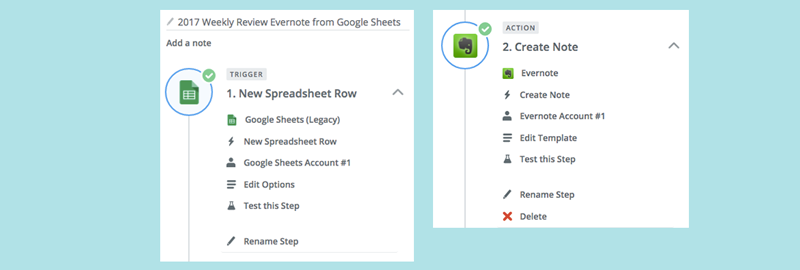 2017 Weekly Review Evernote from Google Sheets
Add a note
TRIGGER
1. New Spreadsheet Row
Google Sheets (Legacy)
New Spreadsheet Row
Google Sheets Account #1
Edit Options
Test this Step
Rename Step
ACTION
2. Create Note
Evernote
Create Note
Evernote Account #1
Edit Template
Test this Step
Rename Step
Delete